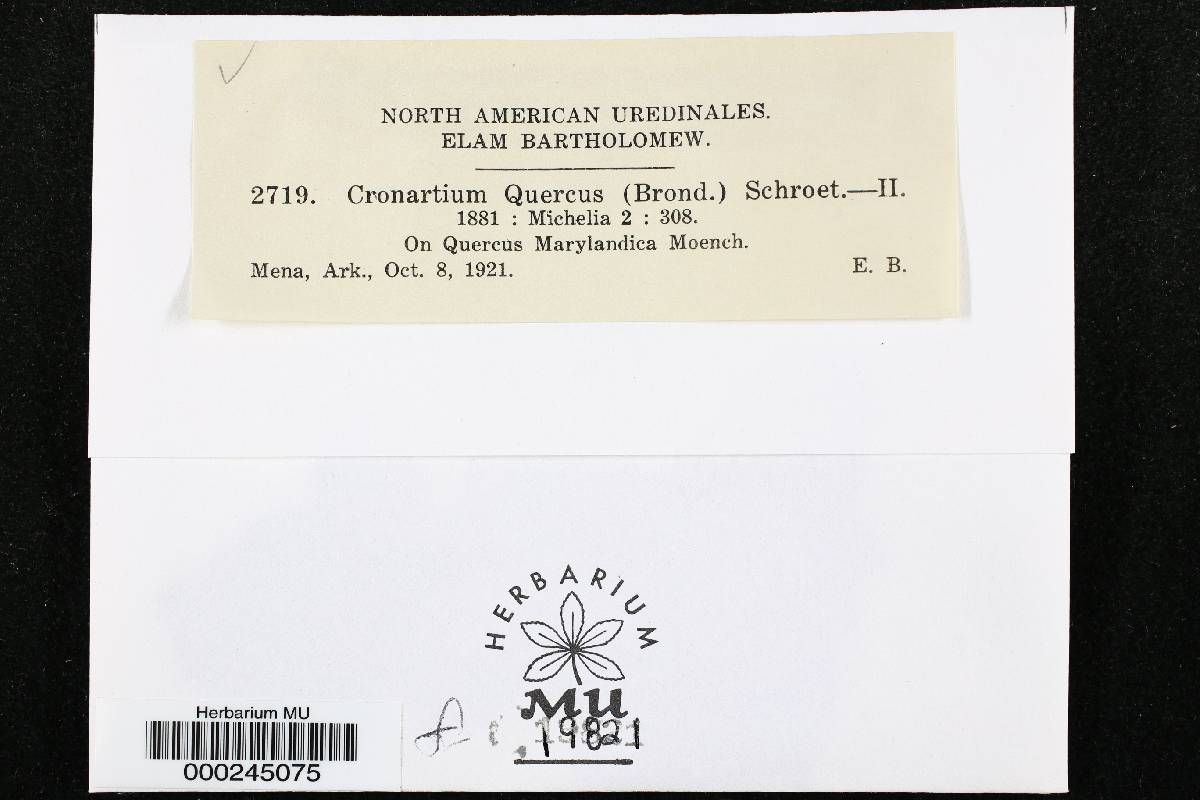 NORTH AMERICAN UREDINALES.
ELAM BARTHOLOMEW.
2719. Cronartium Quercus (Brond.) Schroet.—II.
1881 : Michelia 2 : 308.
On Quercus Marylandica Moench.
Mena, Ark., Oct. 8, 1921. E. B.
HERBARIUM
MU
19821
Herbarium MU
000245075